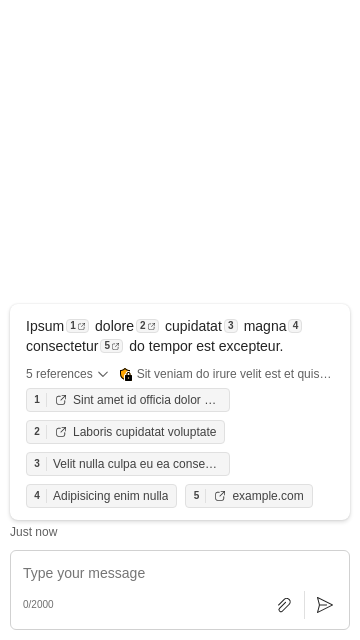 Ipsum 1 dolore 2 cupidatat 3 magna 4
consectetur 5 do tempor est excepteur.
5 references Sit veniam do irure velit est et quis…
1 Sint amet id officia dolor …
2 Laboris cupidatat voluptate
3 Velit nulla culpa eu ea conse…
4 Adipisicing enim nulla 5 example.com
Just now
Type your message
0/2000